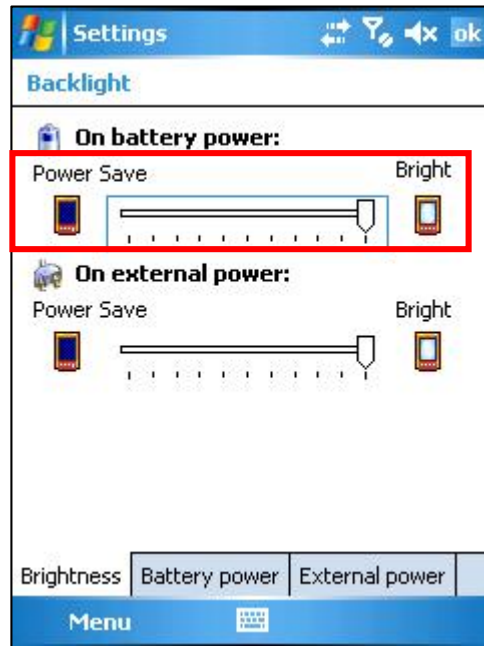 Settings ok
Backlight
On battery power:
Power Save Bright
On external power:
Power Save Bright
Brightness Battery power External power
Menu